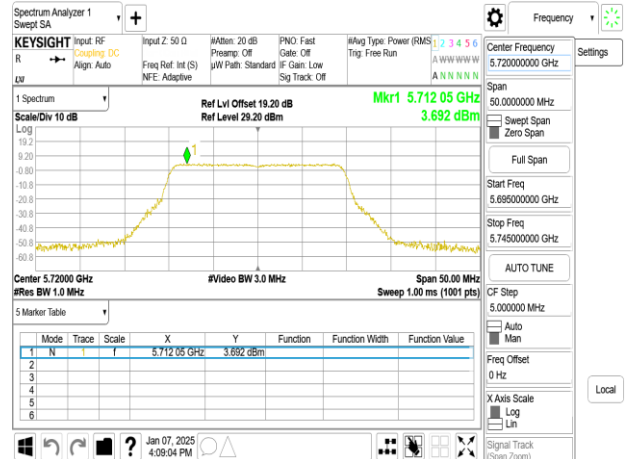 Spectrum Analyzer 1
Swept SA
Frequency
KEYSIGHT
R
Input: RF
Coupling: DC
Align: Auto
Input Z: 50 Ω
Freq Ref: Int (S)
NFE: Adaptive
#Atten: 20 dB
Preamp: Off
µW Path: Standard
PNO: Fast
Gate: Off
IF Gain: Low
Sig Track: Off
#Avg Type: Power (RMS
Trig: Free Run
1 2 3 4 5 6
A W W W W W
A N N N N N
1 Spectrum
Scale/Div 10 dB
Ref Lvl Offset 19.20 dB
Ref Level 29.20 dBm
Mkr1 5.712 05 GHz
3.692 dBm
Log
19.2
9.20
-0.80
-10.8
-20.8
-30.8
-40.8
-50.8
-60.8
1
Center 5.72000 GHz
#Res BW 1.0 MHz
#Video BW 3.0 MHz
Span 50.00 MHz
Sweep 1.00 ms (1001 pts)
5 Marker Table
Mode Trace Scale X Y Function Function Width Function Value
1 N 1 f 5.712 05 GHz 3.692 dBm
2
3
4
5
6
?
Jan 07, 2025
4:09:04 PM
Center Frequency
5.720000000 GHz
Settings
Span
50.0000000 MHz
Swept Span
Zero Span
Full Span
Start Freq
5.695000000 GHz
Stop Freq
5.745000000 GHz
AUTO TUNE
CF Step
5.000000 MHz
Auto
Man
Freq Offset
0 Hz
X Axis Scale
Log
Lin
Local
Signal Track
(Span Zoom)